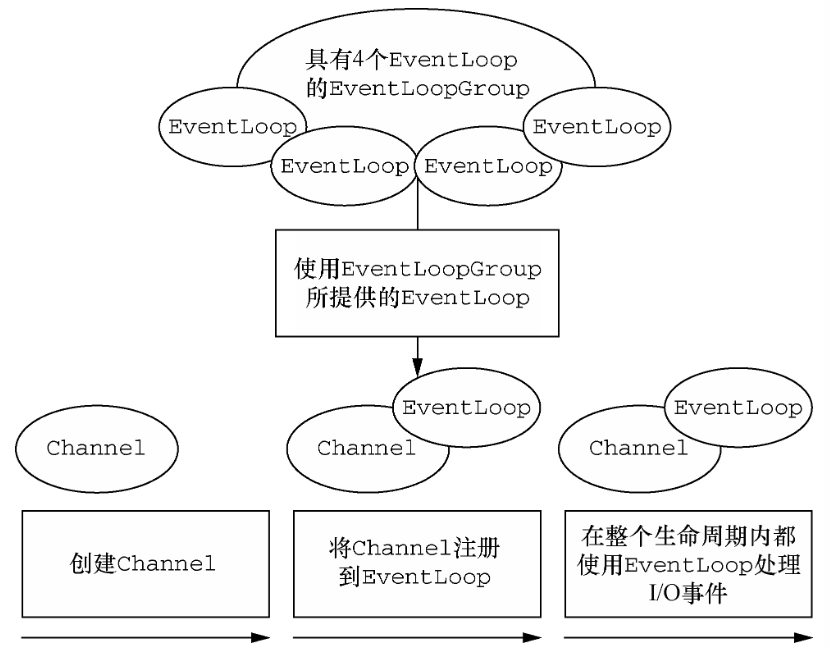 具有4个EventLoop
的EventLoopGroup
EventLoop
EventLoop
EventLoop
EventLoop
使用EventLoopGroup
所提供的EventLoop
EventLoop
EventLoop
Channel
Channel
Channel
创建Channel
将Channel注册
到EventLoop
在整个生命周期内都
使用EventLoop处理
I/O事件